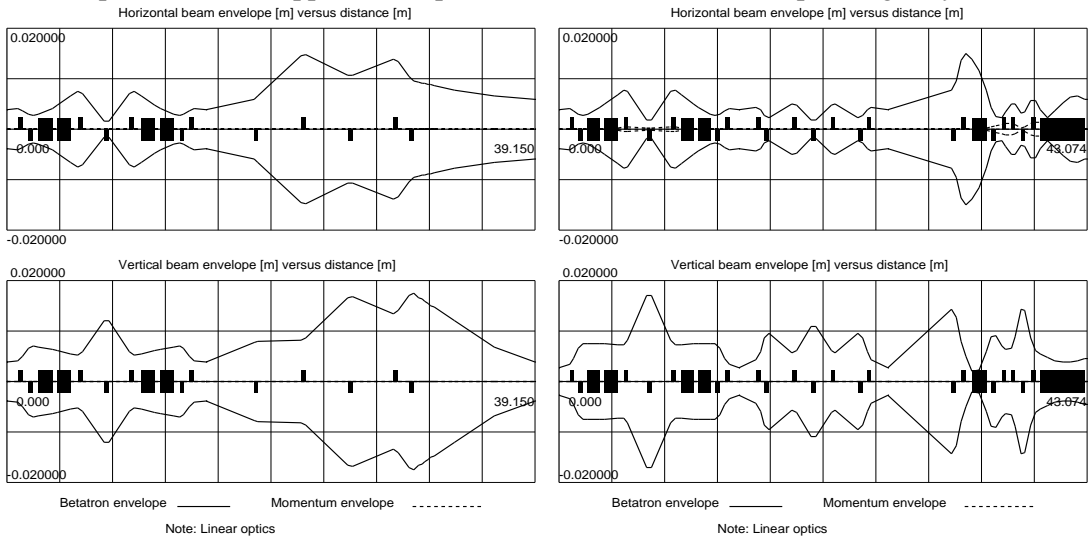 Horizontal beam envelope [m] versus distance [m]
0.020000
0.000
39.150
-0.020000
Vertical beam envelope [m] versus distance [m]
0.020000
0.000
39.150
-0.020000
Betatron envelope
Momentum envelope
Note: Linear optics
Horizontal beam envelope [m] versus distance [m]
0.020000
0.000
43.074
-0.020000
Vertical beam envelope [m] versus distance [m]
0.020000
0.000
43.074
-0.020000
Betatron envelope
Momentum envelope
Note: Linear optics